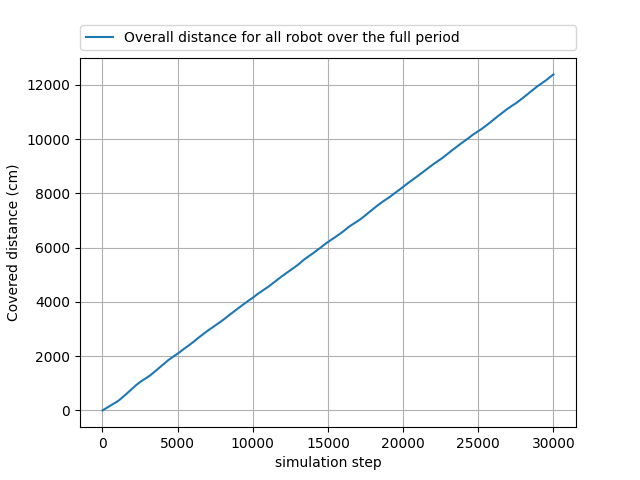 Overall distance for all robot over the full period
12000
10000
8000
6000
4000
2000
0
Covered distance (cm)
0 5000 10000 15000 20000 25000 30000
simulation step